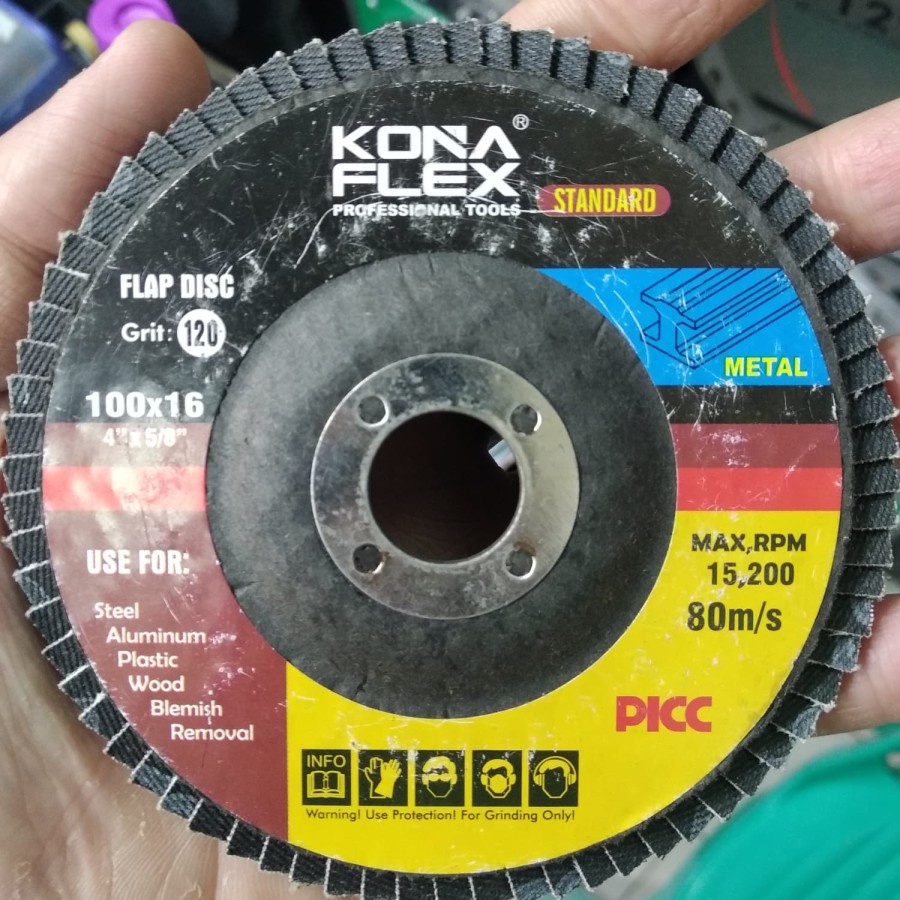 KONA
FLEX®
PROFESSIONAL TOOLS
STANDARD
FLAP DISC
Grit: 120
100x16
4" x 5/8"
METAL
USE FOR:
Steel
Aluminum
Plastic
Wood
Blemish
Removal
MAX,RPM
15,200
80m/s
PICC
INFO
Warning! Use Protection! For Grinding Only!
12